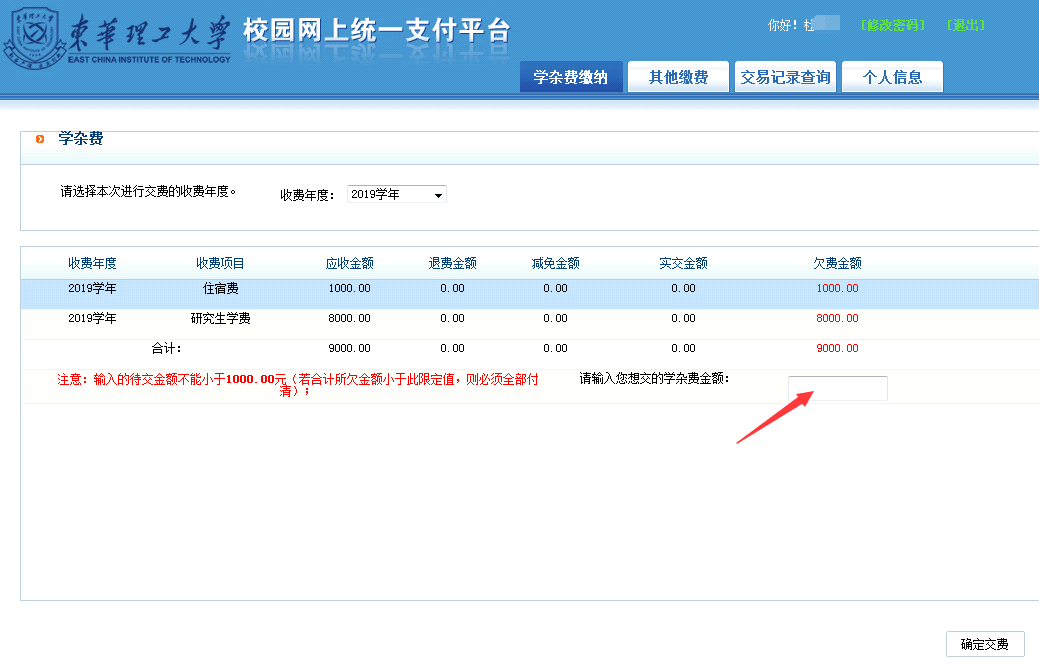 東華理工大學
EAST CHINA INSTITUTE OF TECHNOLOGY
校园网上统一支付平台
你好！杜
[修改密码] [退出]
学杂费缴纳 其他缴费 交易记录查询 个人信息
学杂费
请选择本次进行交费的收费年度。 收费年度： 2019学年
收费年度 收费项目 应收金额 退费金额 减免金额 实交金额 欠费金额
2019学年 住宿费 1000.00 0.00 0.00 0.00 1000.00
2019学年 研究生学费 8000.00 0.00 0.00 0.00 8000.00
合计： 9000.00 0.00 0.00 0.00 9000.00
注意：输入的待交金额不能小于1000.00元（若合计所欠金额小于此限定值，则必须全部付
清）；
请输入您想交的学杂费金额：
确定交费